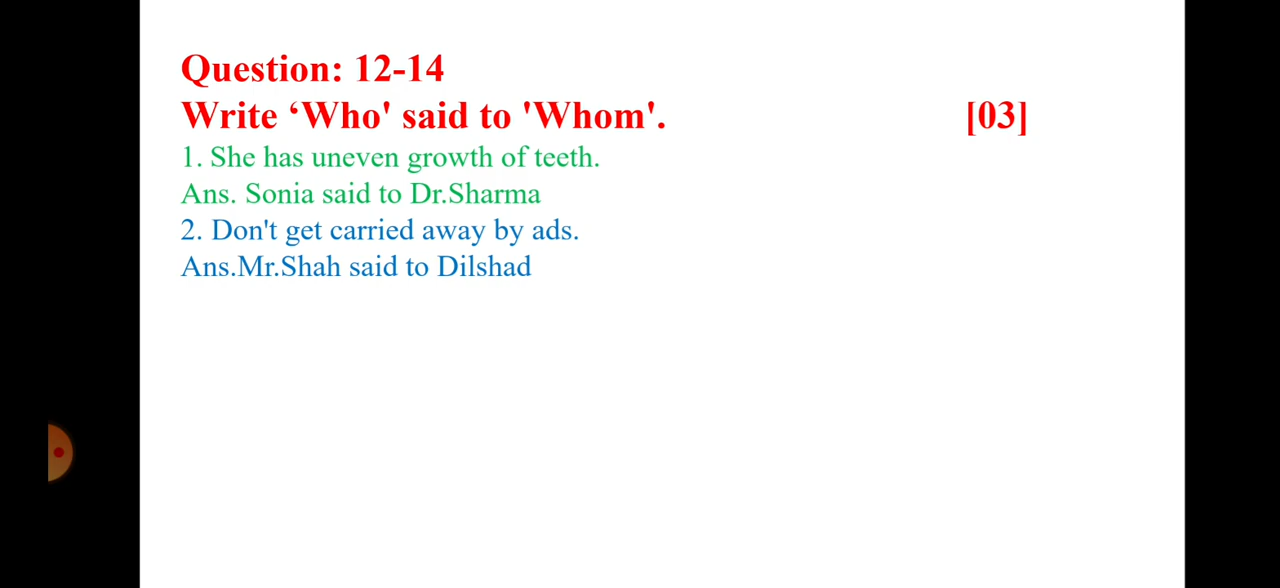 Question: 12-14
Write ‘Who' said to 'Whom'. [03]
1. She has uneven growth of teeth.
Ans. Sonia said to Dr.Sharma
2. Don't get carried away by ads.
Ans.Mr.Shah said to Dilshad